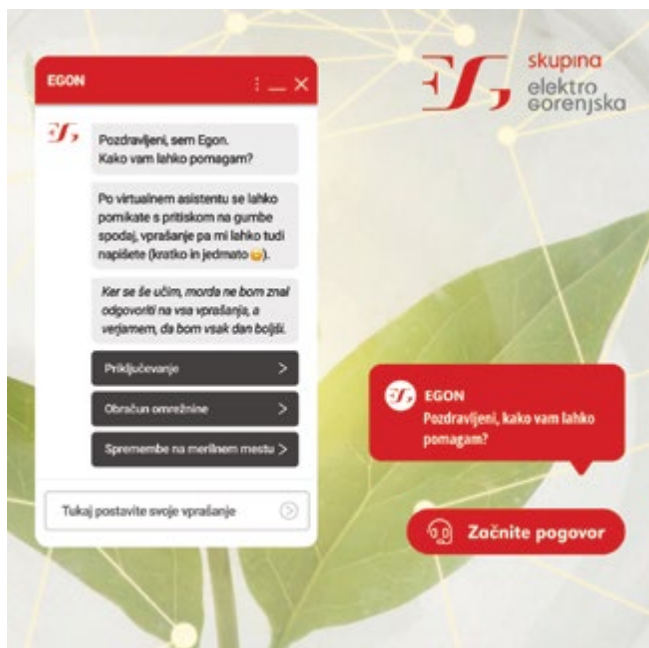 EGON
Pozdravljeni, sem Egon.
Kako vam lahko pomagam?
Po virtualnem asistentu se lahko
pomikate s pritiskom na gumbe
spodaj, vprašanje pa mi lahko tudi
napišete (kratko in jedrnato 😊).
Ker se še učim, morda ne bom znal
odgovoriti na vsa vprašanja, a
verjamem, da bom vsak dan boljši.
Priključevanje
Obračun omrežnine
Spremembe na merilnem mestu
Tukaj postavite svoje vprašanje
skupina
elektro
gorenjska
EGON
Pozdravljeni, kako vam lahko
pomagam?
Začnite pogovor